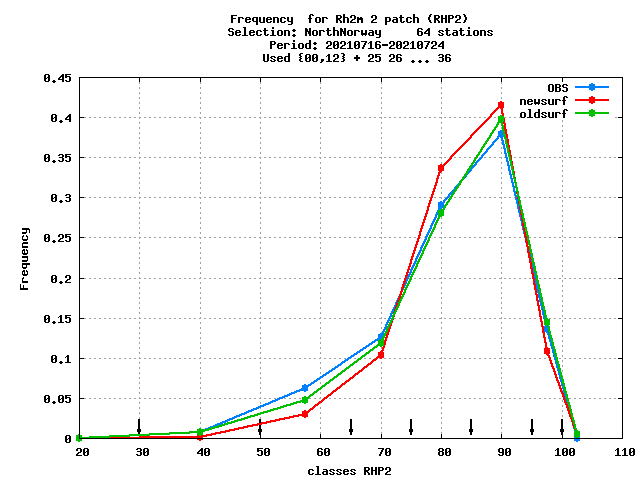 Frequency  for Rh2m 2 patch (RHP2)
Selection: NorthNorway     64 stations
Period: 20210716-20210724
Used {00,12} + 25 26 ... 36
OBS
newsurf
oldsurf
0.45
0.4
0.35
0.3
0.25
0.2
0.15
0.1
0.05
0
Frequency
20 30 40 50 60 70 80 90 100 110
classes RHP2